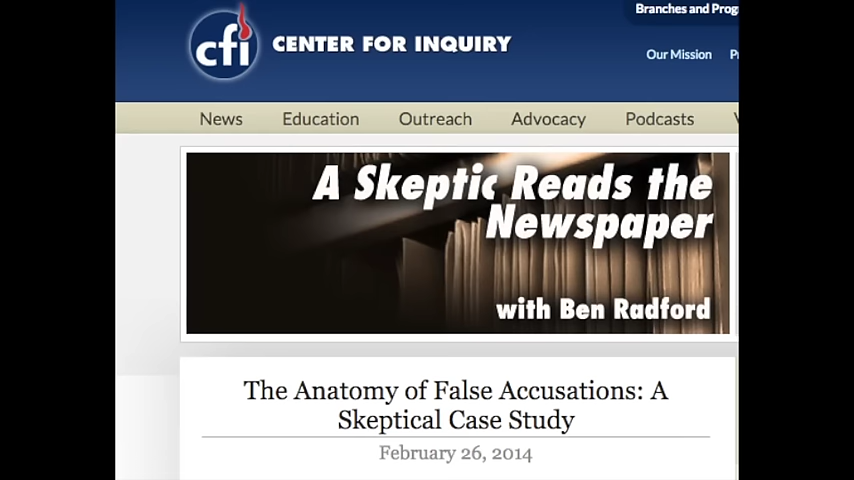 Branches and Prog
cfi CENTER FOR INQUIRY
Our Mission
News Education Outreach Advocacy Podcasts
A Skeptic Reads the
Newspaper
with Ben Radford
The Anatomy of False Accusations: A
Skeptical Case Study
February 26, 2014